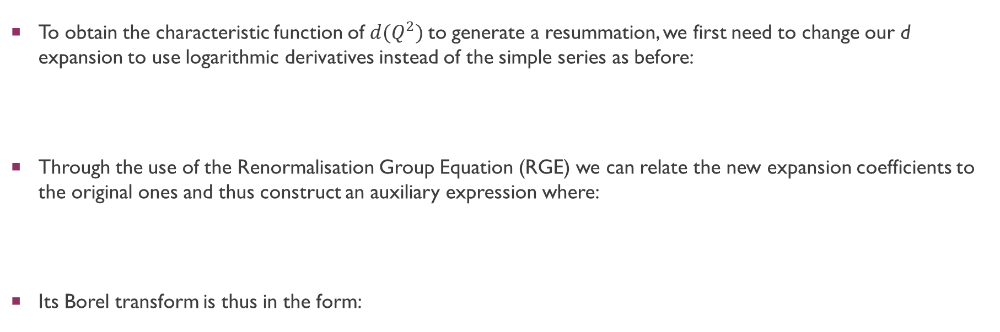 ▪ To obtain the characteristic function of 𝑑(𝑄²) to generate a resummation, we first need to change our d
expansion to use logarithmic derivatives instead of the simple series as before:
▪ Through the use of the Renormalisation Group Equation (RGE) we can relate the new expansion coefficients to
the original ones and thus construct an auxiliary expression where:
▪ Its Borel transform is thus in the form: